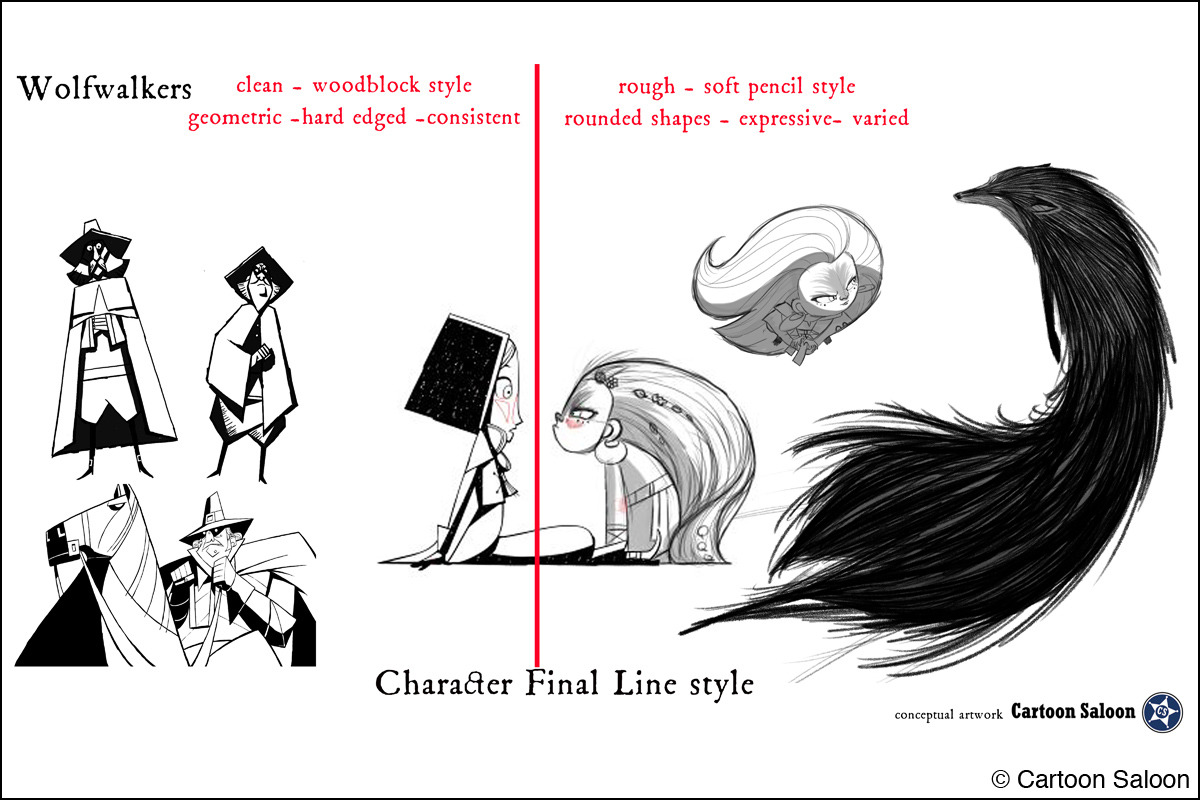 Wolfwalkers
clean - woodblock style
geometric -hard edged -consistent
rough - soft pencil style
rounded shapes - expressive- varied
Character Final Line style
conceptual artwork Cartoon Saloon CS
© Cartoon Saloon